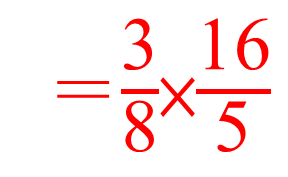 = 3/8 × 16/5